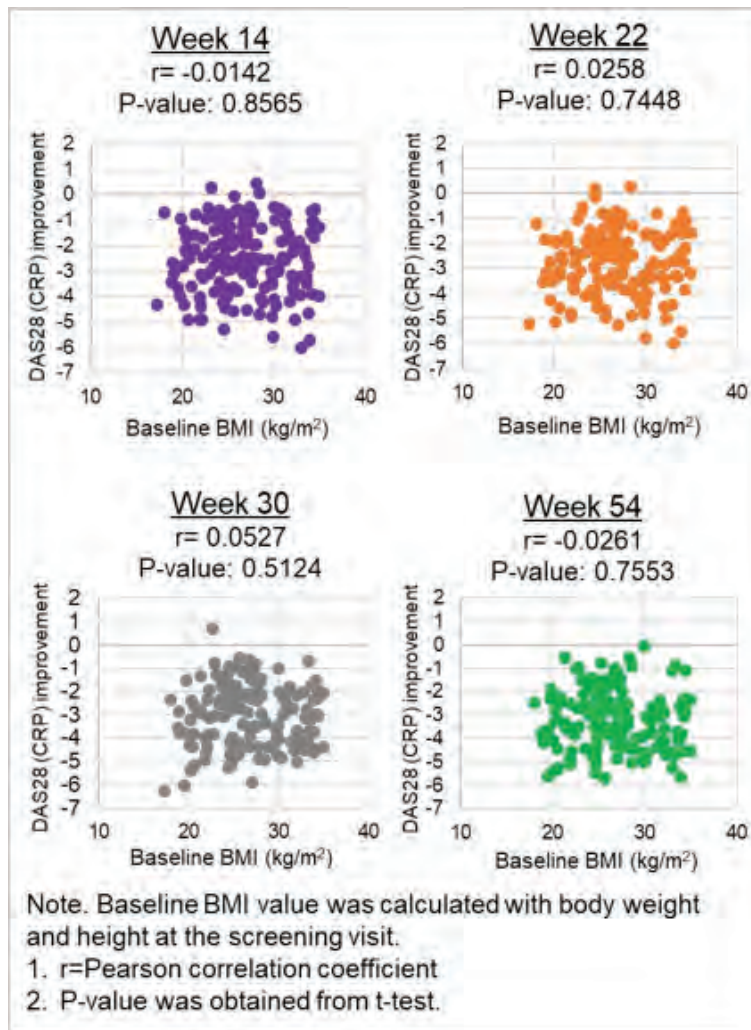 Week 14
r= -0.0142
P-value: 0.8565
Week 22
r= 0.0258
P-value: 0.7448
DAS28 (CRP) improvement
2
1
0
-1
-2
-3
-4
-5
-6
-7
10 20 30 40
Baseline BMI (kg/m²)
DAS28 (CRP) improvement
2
1
0
-1
-2
-3
-4
-5
-6
-7
10 20 30 40
Baseline BMI (kg/m²)
Week 30
r= 0.0527
P-value: 0.5124
Week 54
r= -0.0261
P-value: 0.7553
DAS28 (CRP) improvement
2
1
0
-1
-2
-3
-4
-5
-6
-7
10 20 30 40
Baseline BMI (kg/m²)
DAS28 (CRP) improvement
2
1
0
-1
-2
-3
-4
-5
-6
-7
10 20 30 40
Baseline BMI (kg/m²)
Note. Baseline BMI value was calculated with body weight
and height at the screening visit.
1. r=Pearson correlation coefficient
2. P-value was obtained from t-test.